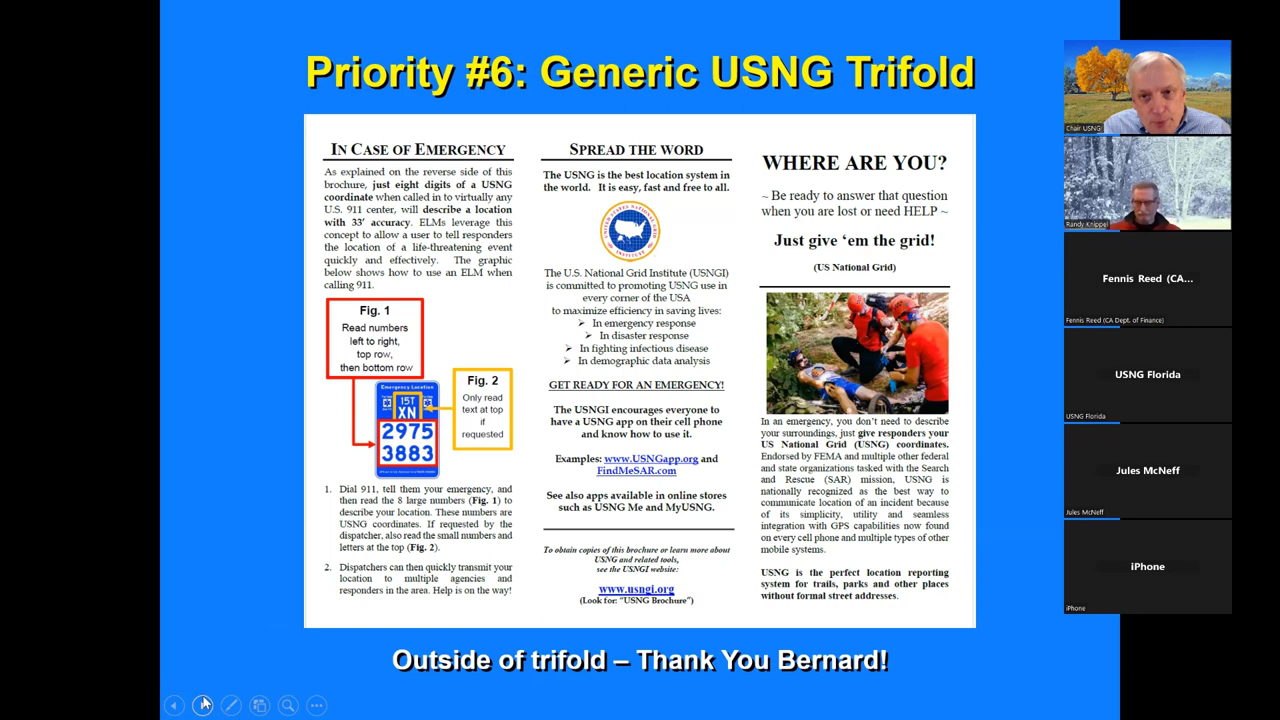 Priority #6: Generic USNG Trifold
IN CASE OF EMERGENCY
As explained on the reverse side of this
brochure, just eight digits of a USNG
coordinate when called in to virtually any
U.S. 911 center, will describe a location
with 33' accuracy. ELMs leverage this
concept to allow a user to tell responders
the location of a life-threatening event
quickly and effectively. The graphic
below shows how to use an ELM when
calling 911.
Fig. 1
Read numbers
left to right,
top row,
then bottom row
Fig. 2
Only read
text at top
if
requested
Emergency Location
15T
XN
2975
3883
1. Dial 911, tell them your emergency, and
then read the 8 large numbers (Fig. 1) to
describe your location. These numbers are
USNG coordinates. If requested by the
dispatcher, also read the small numbers and
letters at the top (Fig. 2).
2. Dispatchers can then quickly transmit your
location to multiple agencies and
responders in the area. Help is on the way!
SPREAD THE WORD
The USNG is the best location system in
the world. It is easy, fast and free to all.
UNITED STATES NATIONAL GRID
INSTITUTE
The U.S. National Grid Institute (USNGI)
is committed to promoting USNG use in
every corner of the USA
to maximize efficiency in saving lives:
➢ In emergency response
➢ In disaster response
➢ In fighting infectious disease
➢ In demographic data analysis
GET READY FOR AN EMERGENCY!
The USNGI encourages everyone to
have a USNG app on their cell phone
and know how to use it.
Examples: www.USNGapp.org and
FindMeSAR.com
See also apps available in online stores
such as USNG Me and MyUSNG.
To obtain copies of this brochure or learn more about
USNG and related tools,
see the USNGI website:
www.usngi.org
(Look for: "USNG Brochure")
WHERE ARE YOU?
~ Be ready to answer that question
when you are lost or need HELP ~
Just give 'em the grid!
(US National Grid)
In an emergency, you don't need to describe
your surroundings, just give responders your
US National Grid (USNG) coordinates.
Endorsed by FEMA and multiple other federal
and state organizations tasked with the Search
and Rescue (SAR) mission, USNG is
nationally recognized as the best way to
communicate location of an incident because
of its simplicity, utility and seamless
integration with GPS capabilities now found
on every cell phone and multiple types of other
mobile systems.
USNG is the perfect location reporting
system for trails, parks and other places
without formal street addresses.
Outside of trifold – Thank You Bernard!
Chair USNG
Randy Knippel
Fennis Reed (CA...
Fennis Reed (CA Dept. of Finance)
USNG Florida
USNG Florida
Jules McNeff
Jules McNeff
iPhone
iPhone